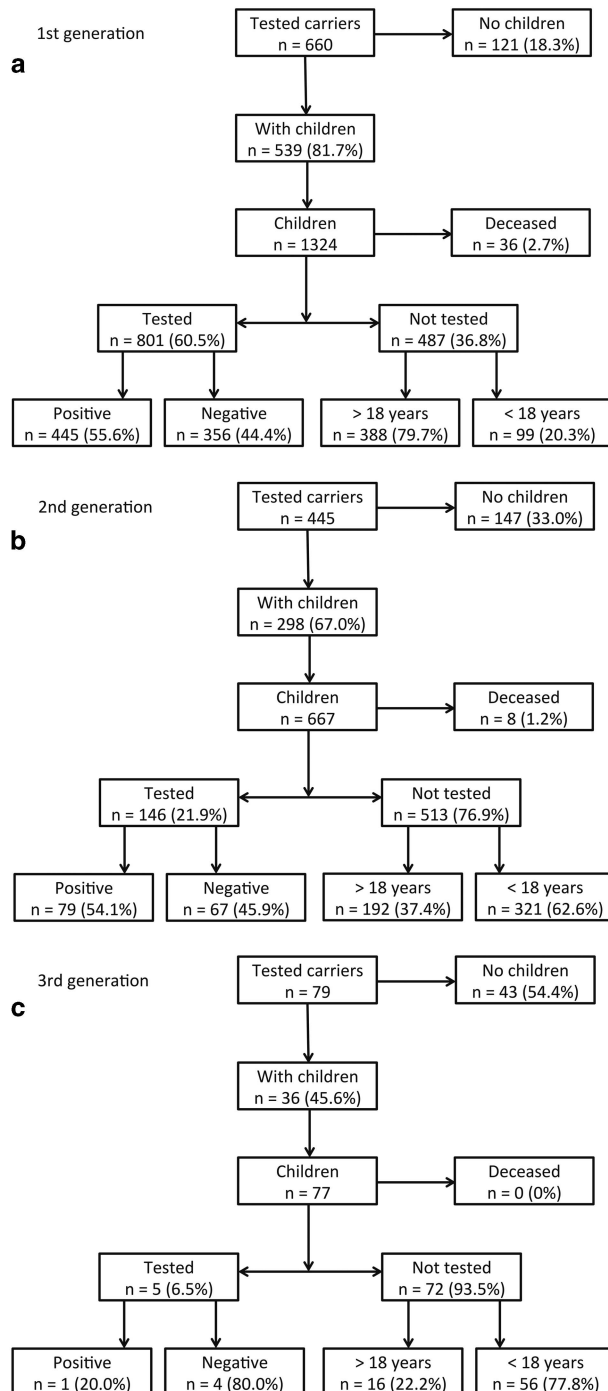 1st generation
a
Tested carriers
n = 660
No children
n = 121 (18.3%)
With children
n = 539 (81.7%)
Children
n = 1324
Deceased
n = 36 (2.7%)
Tested
n = 801 (60.5%)
Not tested
n = 487 (36.8%)
Positive
n = 445 (55.6%)
Negative
n = 356 (44.4%)
> 18 years
n = 388 (79.7%)
< 18 years
n = 99 (20.3%)
2nd generation
b
Tested carriers
n = 445
No children
n = 147 (33.0%)
With children
n = 298 (67.0%)
Children
n = 667
Deceased
n = 8 (1.2%)
Tested
n = 146 (21.9%)
Not tested
n = 513 (76.9%)
Positive
n = 79 (54.1%)
Negative
n = 67 (45.9%)
> 18 years
n = 192 (37.4%)
< 18 years
n = 321 (62.6%)
3rd generation
c
Tested carriers
n = 79
No children
n = 43 (54.4%)
With children
n = 36 (45.6%)
Children
n = 77
Deceased
n = 0 (0%)
Tested
n = 5 (6.5%)
Not tested
n = 72 (93.5%)
Positive
n = 1 (20.0%)
Negative
n = 4 (80.0%)
> 18 years
n = 16 (22.2%)
< 18 years
n = 56 (77.8%)